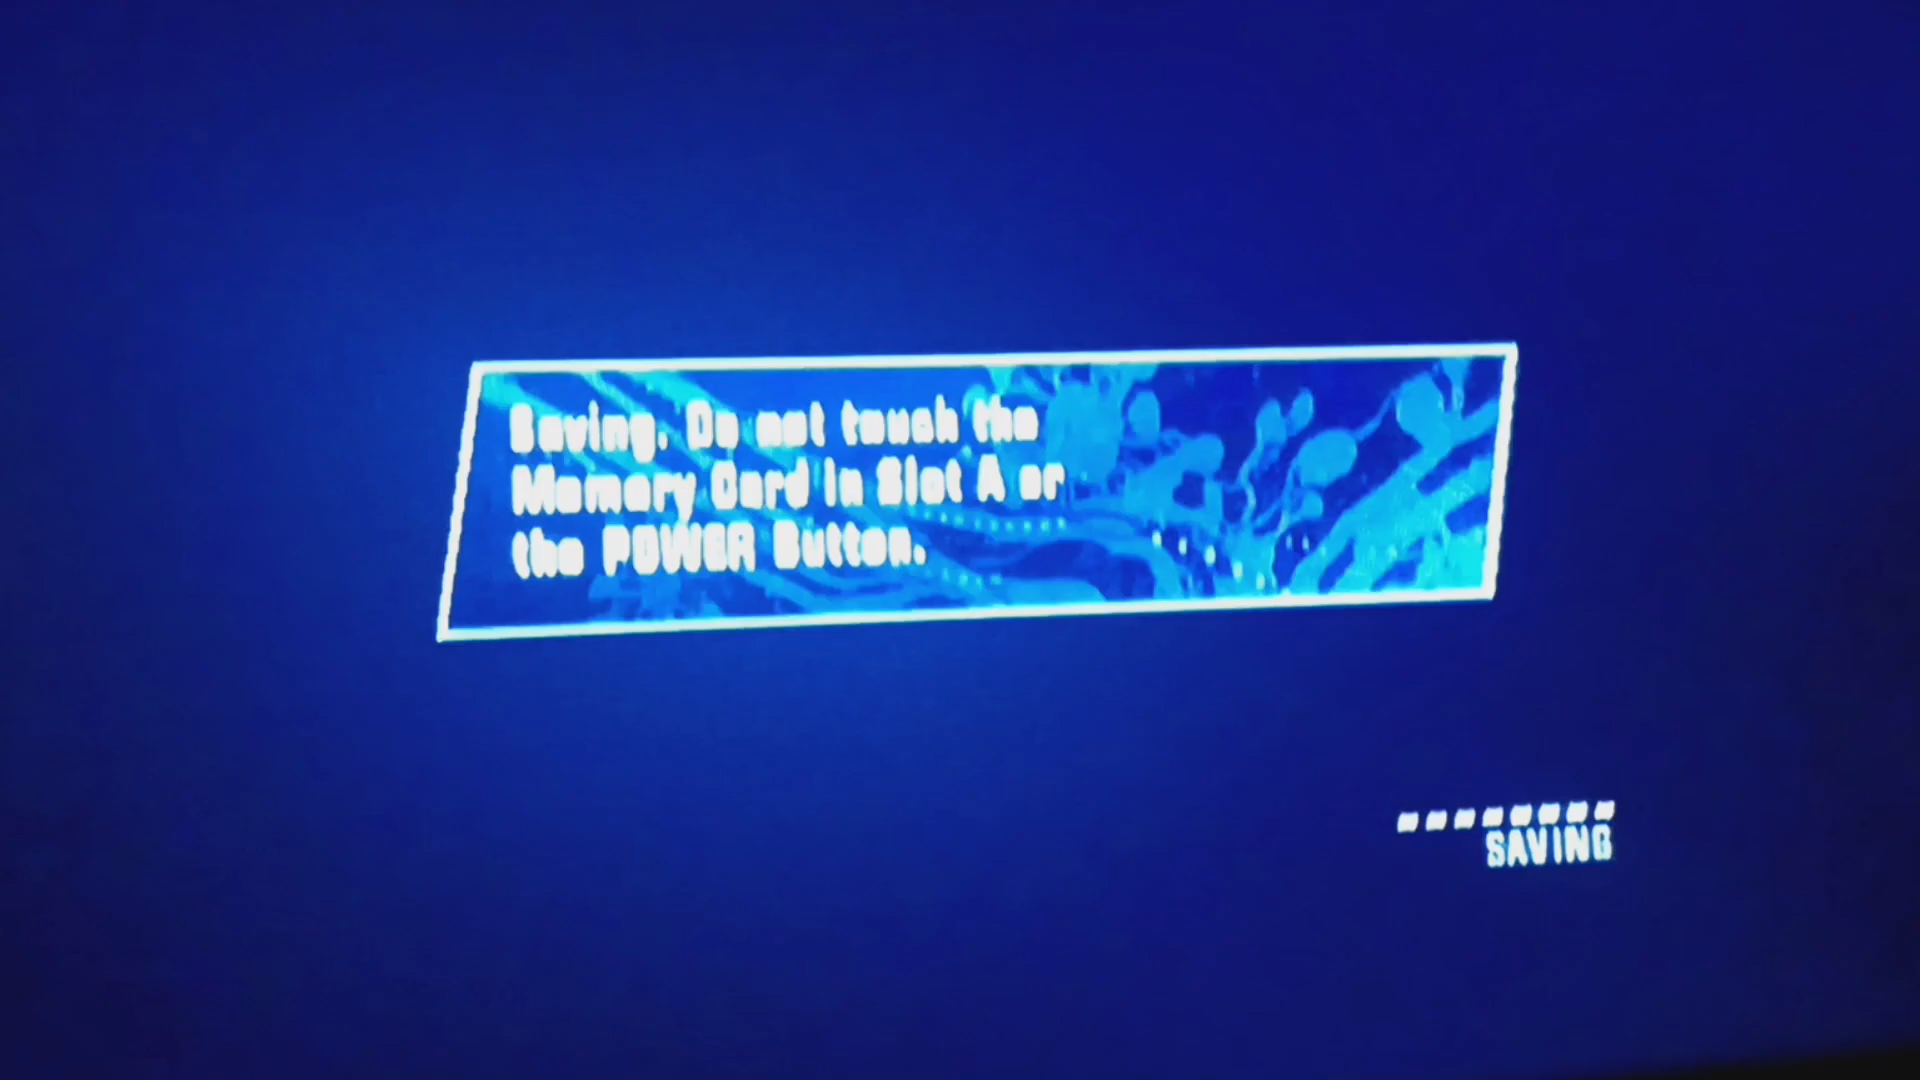 Saving. Do not touch the
Memory Card in Slot A or
the POWER Button.
SAVING